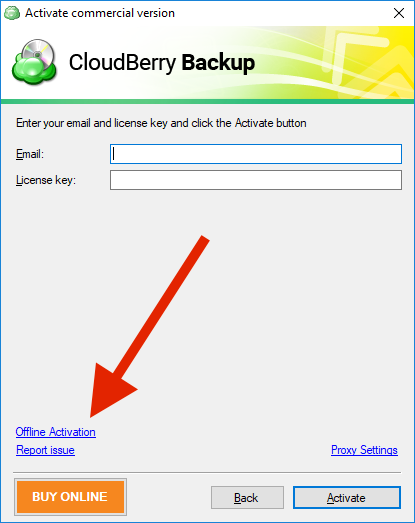 Activate commercial version
CloudBerry Backup
Enter your email and license key and click the Activate button
Email:
License key:
Offline Activation
Report issue
Proxy Settings
BUY ONLINE
Back
Activate